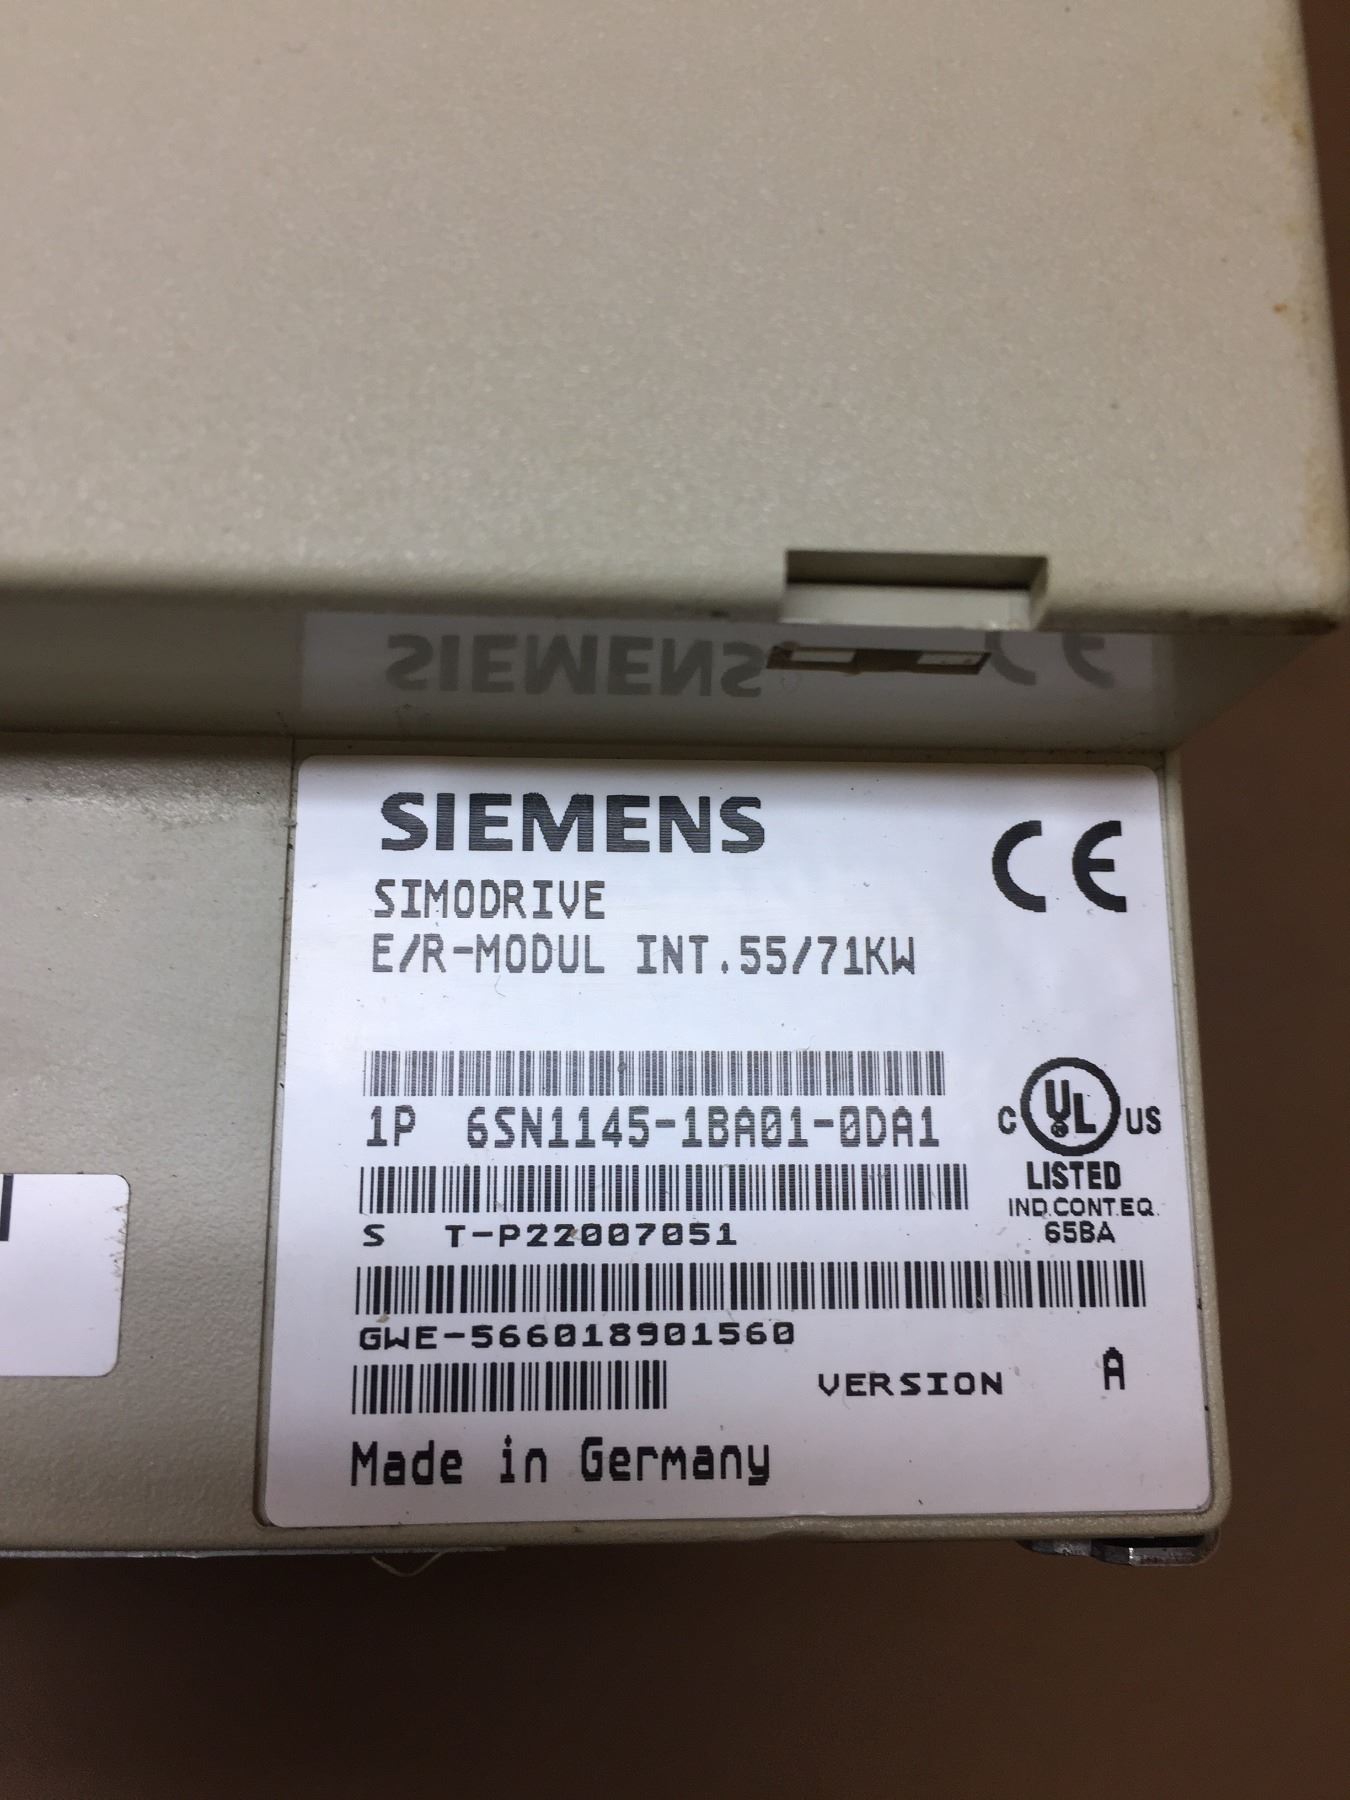 SIEMENS
SIEMENS
CE
SIMODRIVE
E/R-MODUL INT.55/71KW
1P 6SN1145-1BA01-0DA1
C UL US
LISTED
IND.CONT.EQ.
65BA
S T-P22007051
GWE-566018901560
VERSION A
Made in Germany